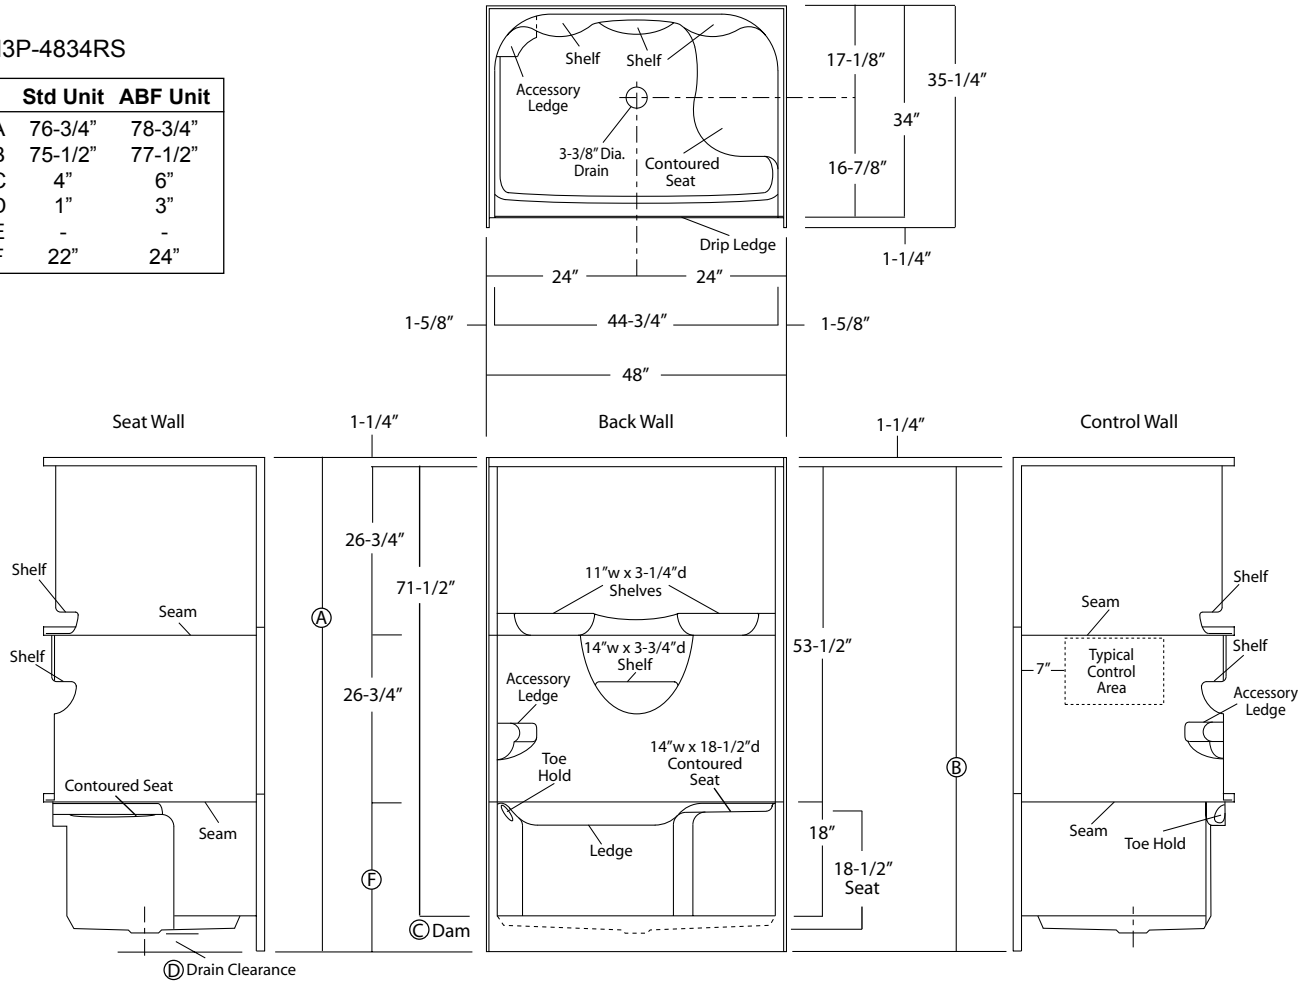 3P-4834RS
Std Unit ABF Unit
76-3/4” 78-3/4”
75-1/2” 77-1/2”
4” 6”
1” 3”
- -
22” 24”
Shelf
Shelf
Accessory
Ledge
3-3/8” Dia.
Drain
Contoured
Seat
Drip Ledge
17-1/8”
16-7/8”
34”
35-1/4”
1-1/4”
24” 24”
1-5/8” 44-3/4” 1-5/8”
48”
Seat Wall
1-1/4”
Back Wall
1-1/4”
Control Wall
Shelf
Seam
Shelf
Contoured Seat
Seam
D Drain Clearance
26-3/4”
71-1/2”
A
26-3/4”
F
C Dam
11”w x 3-1/4”d
Shelves
14”w x 3-3/4”d
Shelf
Accessory
Ledge
Toe
Hold
14”w x 18-1/2”d
Contoured
Seat
Ledge
53-1/2”
B
18”
18-1/2”
Seat
Shelf
Seam
Shelf
7”
Typical
Control
Area
Accessory
Ledge
Seam
Toe Hold